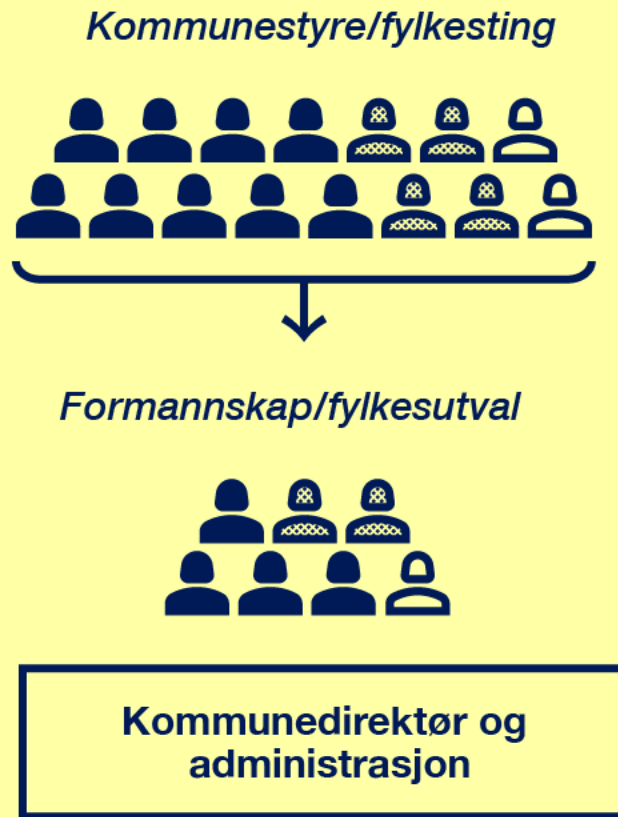 Kommunestyre/fylkesting
Formannskap/fylkesutval
Kommunedirektør og
administrasjon